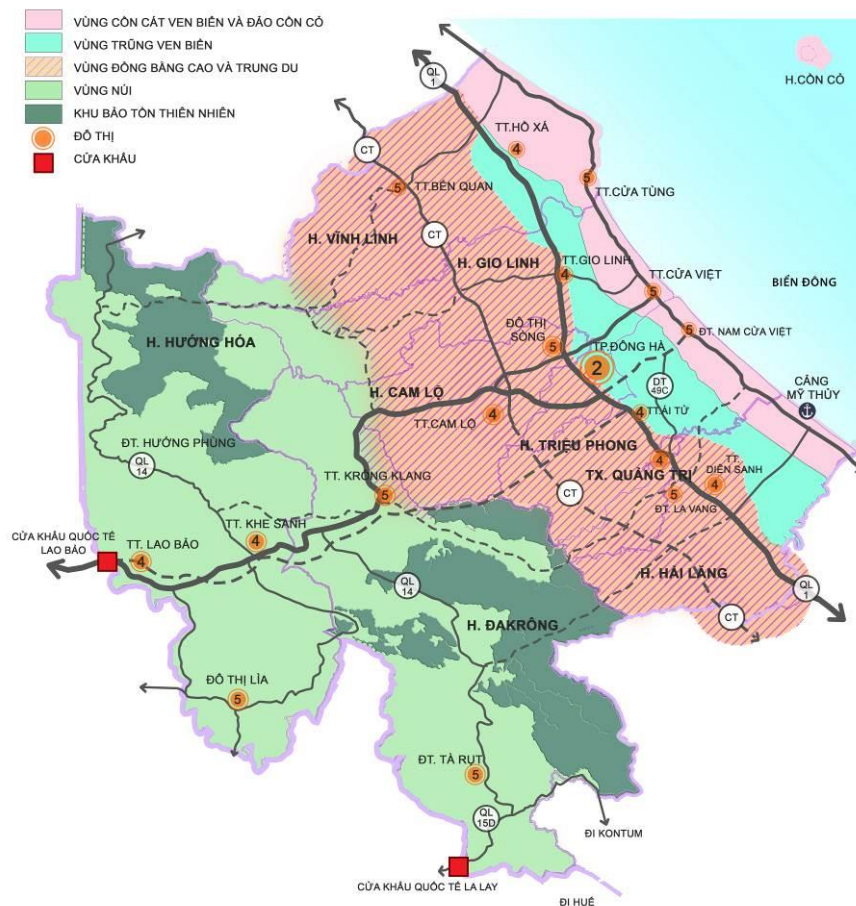 VÙNG CỒN CÁT VEN BIỂN VÀ ĐẢO CỒN CỎ
VÙNG TRŨNG VEN BIỂN
VÙNG ĐỒNG BẰNG CAO VÀ TRUNG DU
VÙNG NÚI
KHU BẢO TỒN THIÊN NHIÊN
ĐÔ THỊ
CỬA KHẨU
QL
1
H.CỒN CỎ
TT.HỒ XÁ
4
CT
5
TT.CỬA TÙNG
TT.BẾN QUAN
5
H. VĨNH LINH
CT
H. GIO LINH
TT.GIO LINH
4
TT.CỬA VIỆT
5
BIỂN ĐÔNG
ĐÔ THỊ
SÒNG
5
TP.ĐÔNG HÀ
2
5
ĐT. NAM CỬA VIỆT
H. HƯỚNG HÓA
H. CAM LỘ
DT
49C
CẢNG
MỸ THỦY
TT.CAM LỘ
4
4
TT.ÁI TỬ
H. TRIỆU PHONG
ĐT. HƯỚNG PHÙNG
QL
14
TX. QUẢNG TRỊ
4
TT.
DIÊN SANH
4
TT. KRÔNG KLANG
5
CT
5
ĐT. LA VANG
TT. KHE SANH
4
CỬA KHẨU QUỐC TẾ
LAO BẢO
TT. LAO BẢO
4
QL
14
H. HẢI LĂNG
QL
1
CT
H. ĐAKRÔNG
ĐÔ THỊ LÌA
5
ĐT. TÀ RỤT
5
QL
15D
ĐI KONTUM
CỬA KHẨU QUỐC TẾ LA LAY
ĐI HUẾ